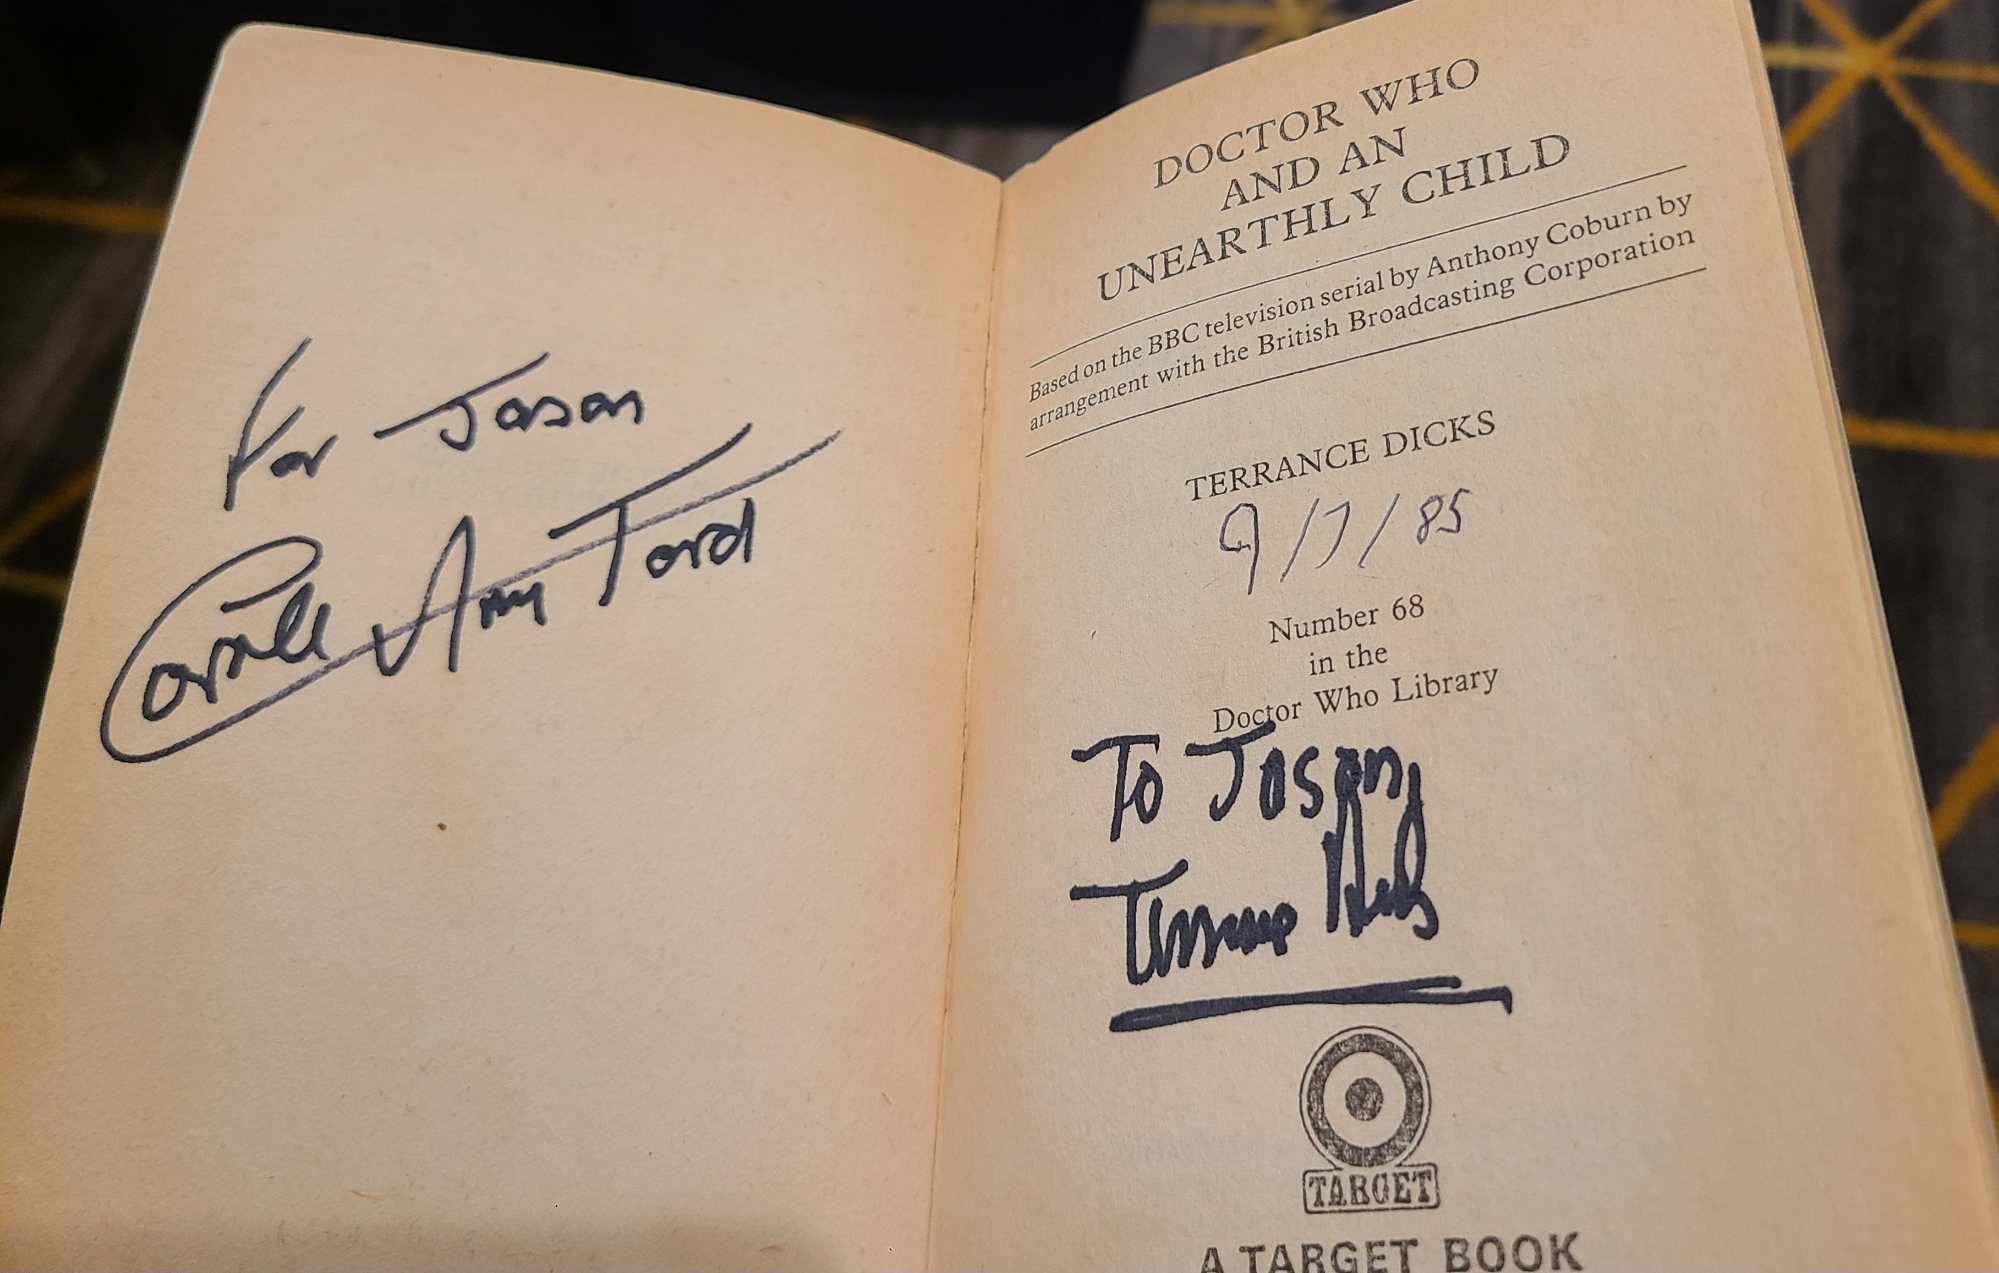 For Jason
Carole Ann Ford
DOCTOR WHO
AND AN
UNEARTHLY CHILD
Based on the BBC television serial by Anthony Coburn by
arrangement with the British Broadcasting Corporation
TERRANCE DICKS
9/7/85
Number 68
in the
Doctor Who Library
To Jason,
Terrance Dicks
TARGET
A TARGET BOOK